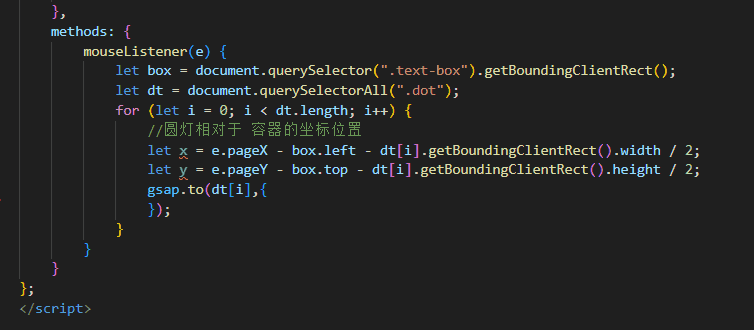 },
methods: {
mouseListener(e) {
let box = document.querySelector(".text-box").getBoundingClientRect();
let dt = document.querySelectorAll(".dot");
for (let i = 0; i < dt.length; i++) {
//圆灯相对于 容器的坐标位置
let x = e.pageX - box.left - dt[i].getBoundingClientRect().width / 2;
let y = e.pageY - box.top - dt[i].getBoundingClientRect().height / 2;
gsap.to(dt[i],{
});
}
}
}
};
</script>